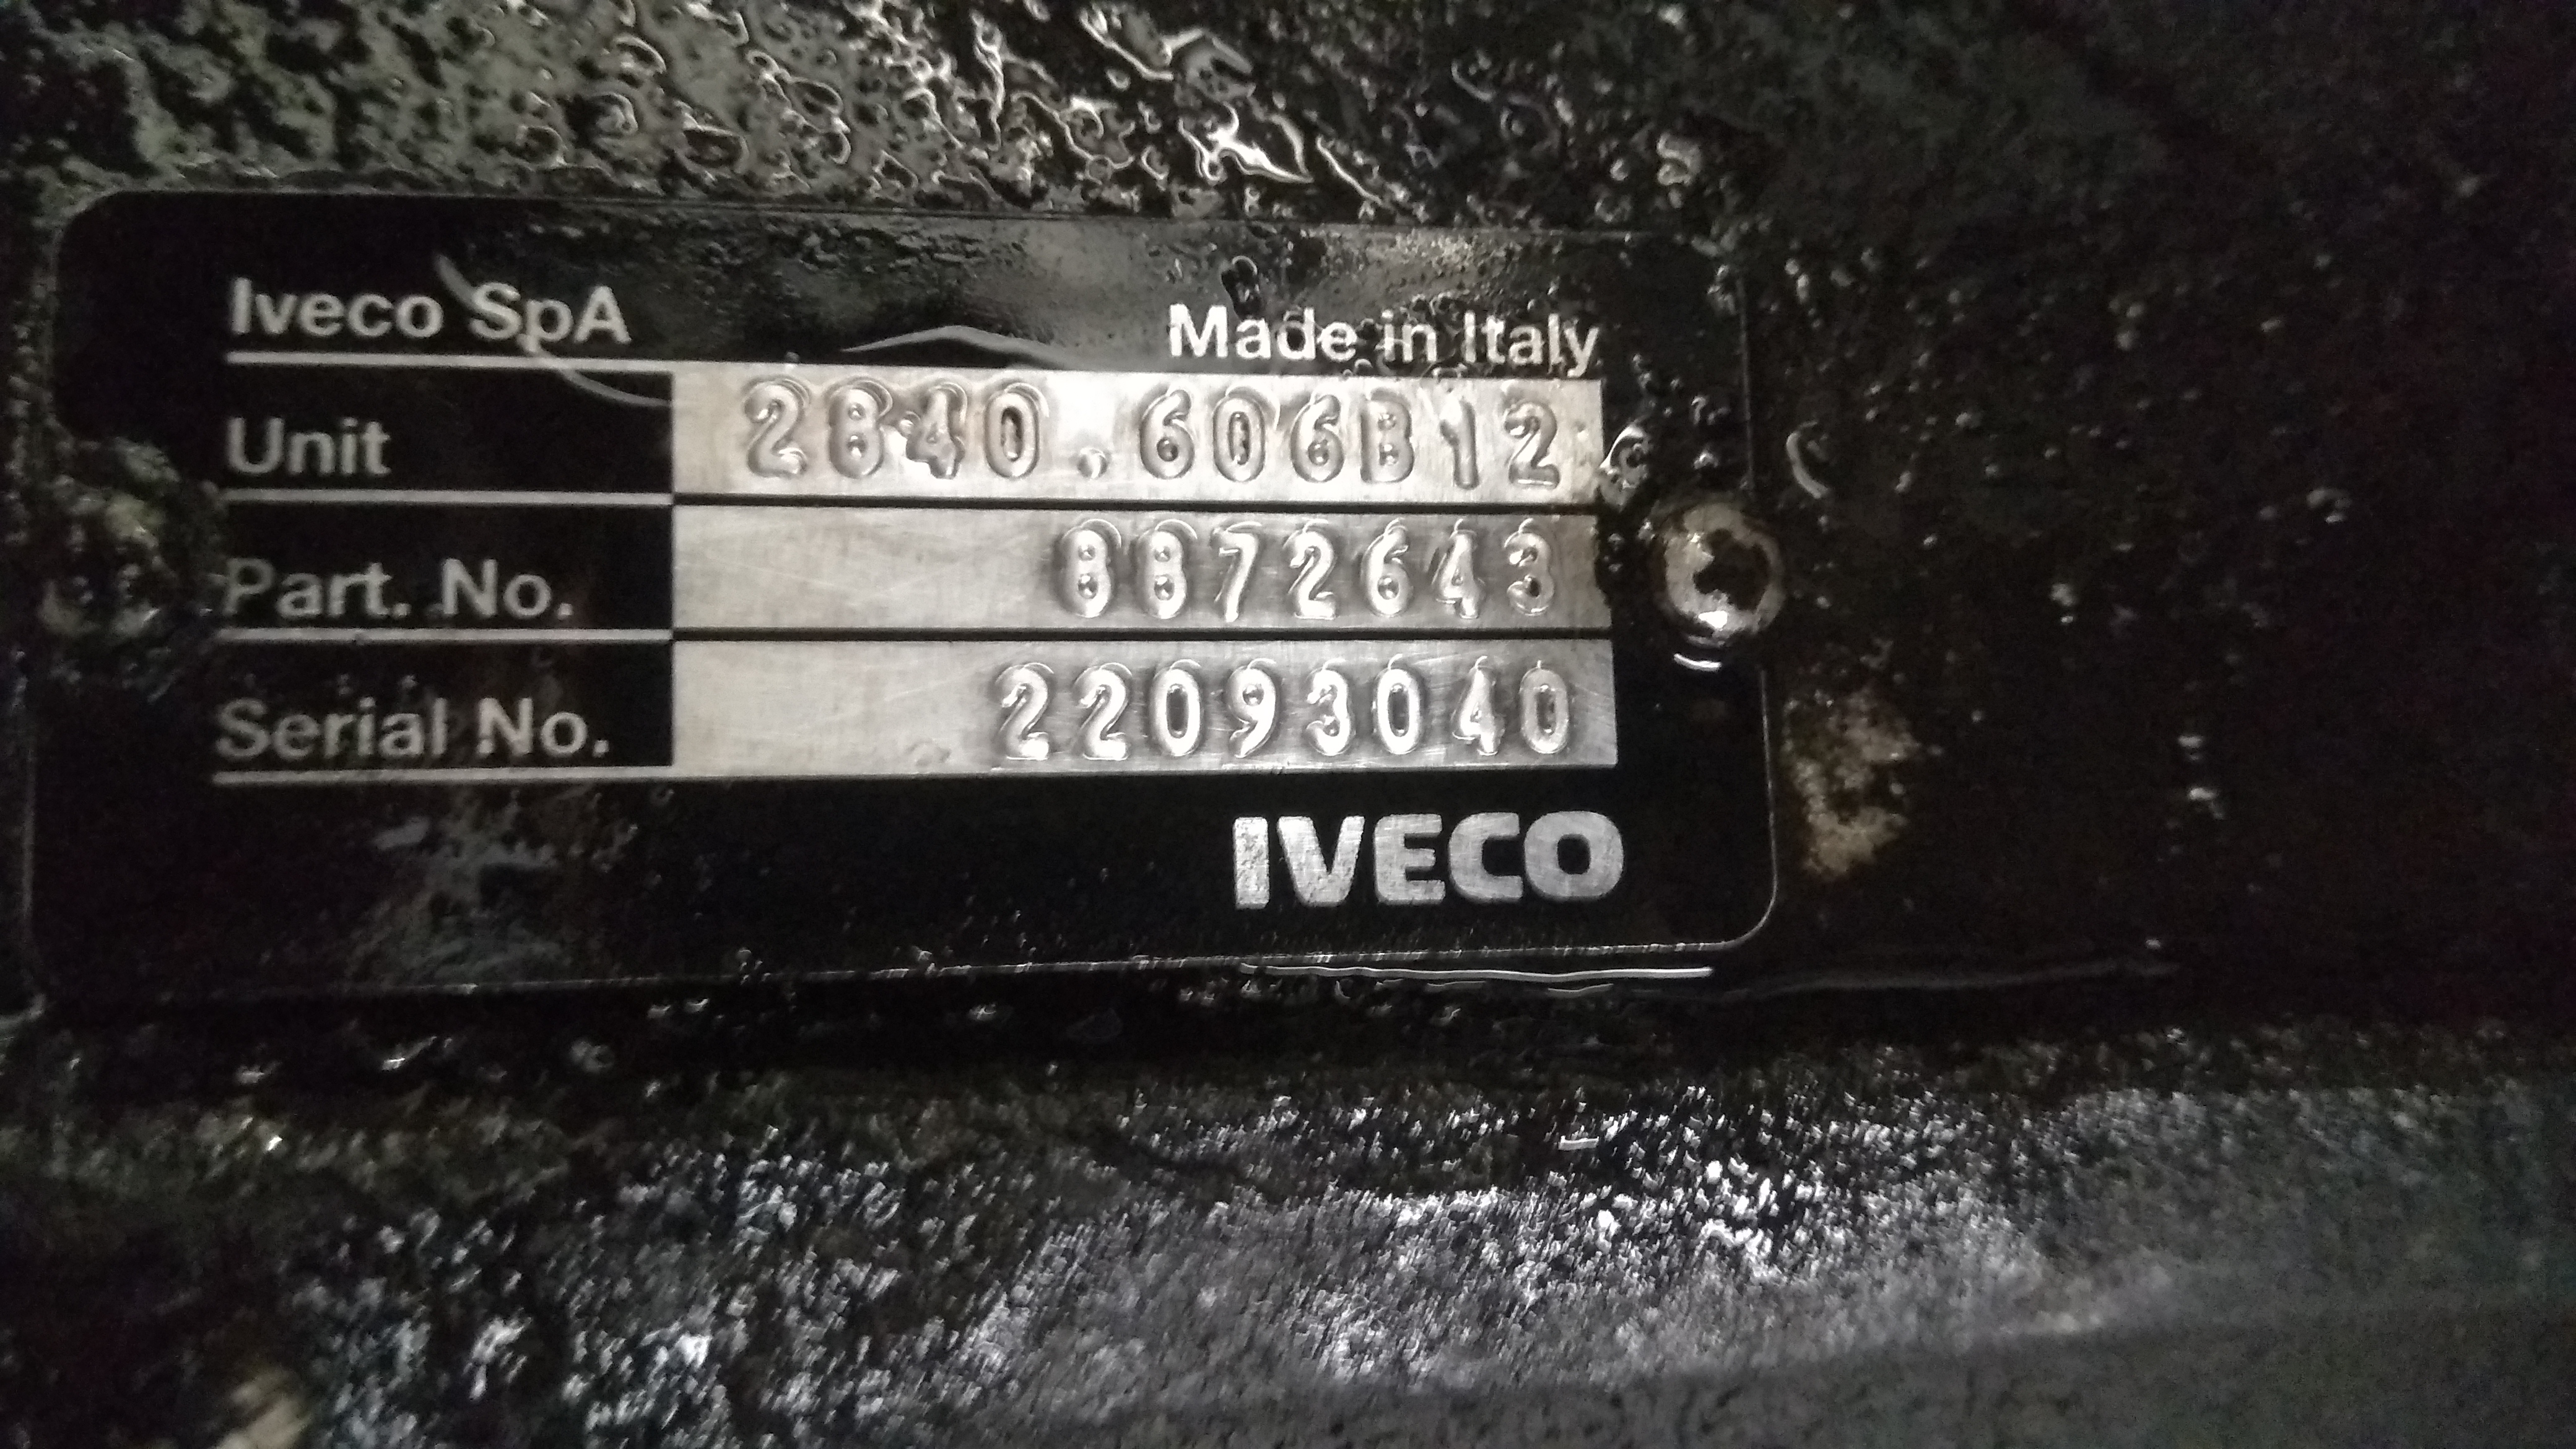 Iveco SpA Made in Italy
Unit 2840.606B12
Part. No. 8872643
Serial No. 22093040
IVECO